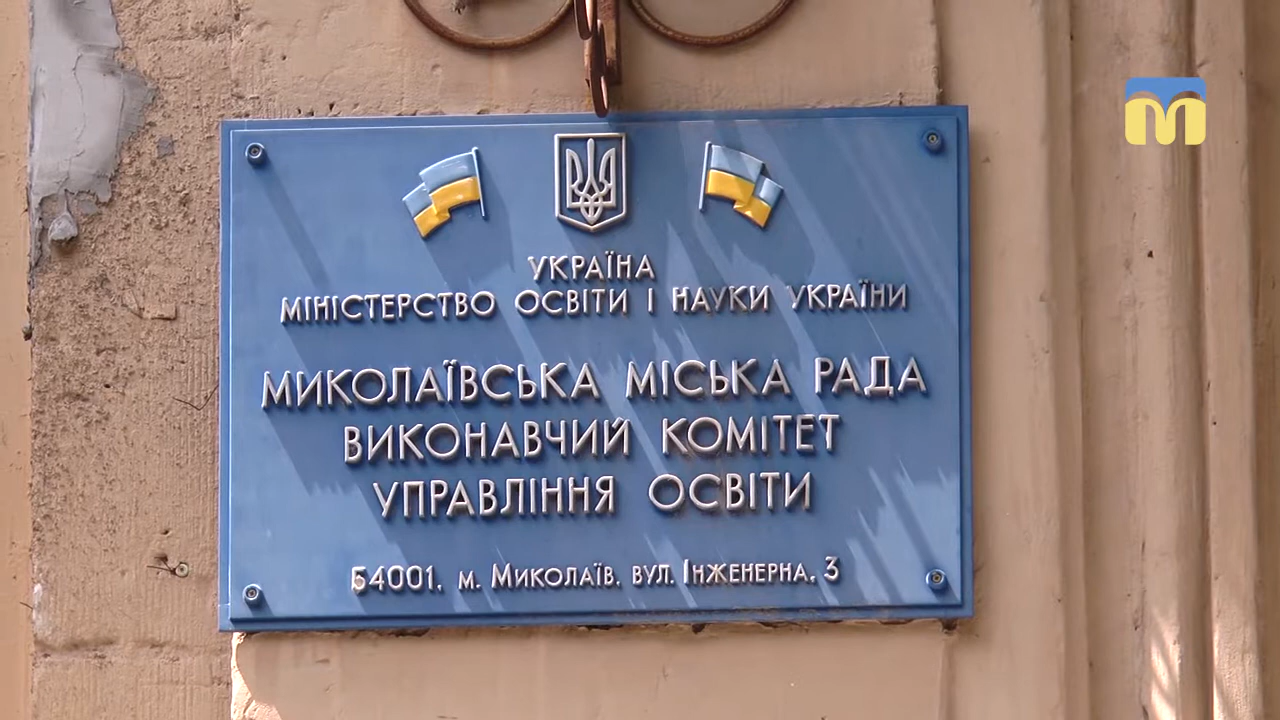 УКРАЇНА
МІНІСТЕРСТВО ОСВІТИ І НАУКИ УКРАЇНИ
МИКОЛАЇВСЬКА МІСЬКА РАДА
ВИКОНАВЧИЙ КОМІТЕТ
УПРАВЛІННЯ ОСВІТИ
54001, м. Миколаїв, вул. Інженерна, 3
М